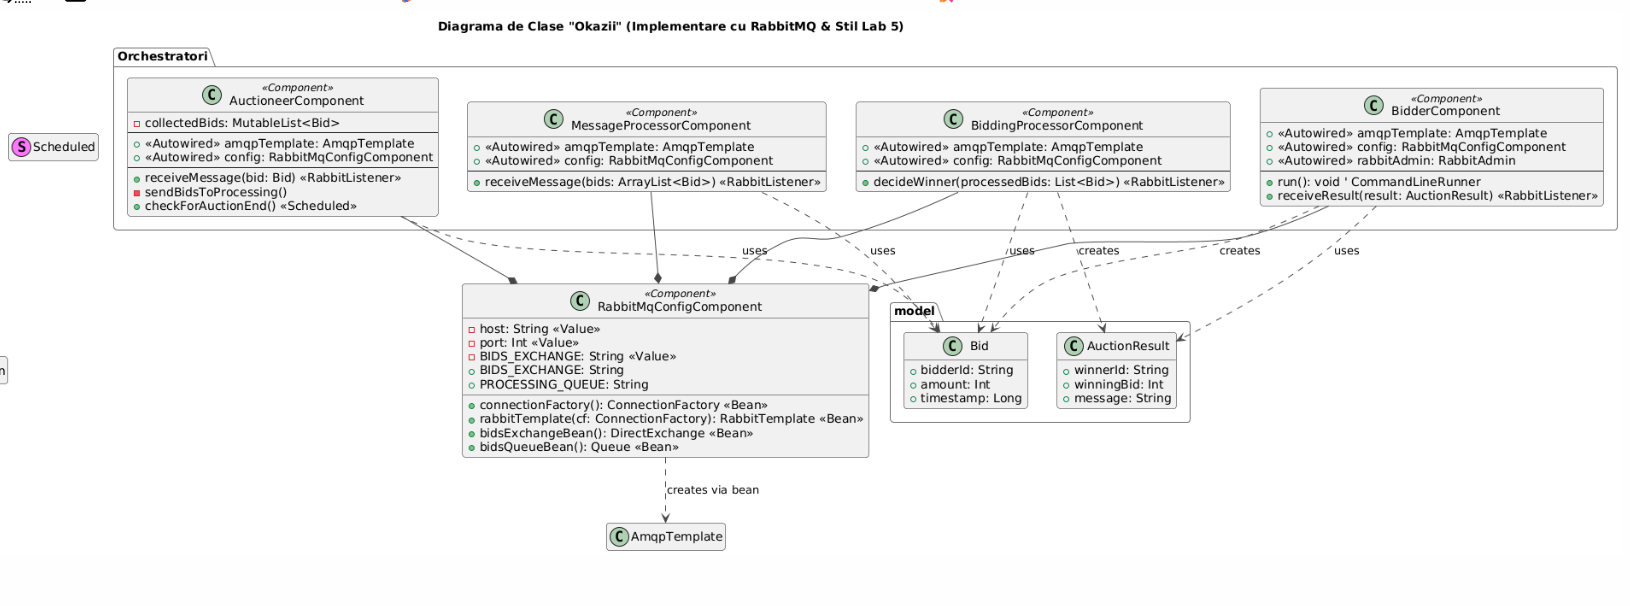 Diagrama de Clase "Okazii" (Implementare cu RabbitMQ & Stil Lab 5)
Orchestratori
S Scheduled
«Component»
C AuctioneerComponent
collectedBids: MutableList<Bid>
«Autowired» amqpTemplate: AmqpTemplate
«Autowired» config: RabbitMqConfigComponent
receiveMessage(bid: Bid) «RabbitListener»
sendBidsToProcessing()
checkForAuctionEnd() «Scheduled»
«Component»
C MessageProcessorComponent
«Autowired» amqpTemplate: AmqpTemplate
«Autowired» config: RabbitMqConfigComponent
receiveMessage(bids: ArrayList<Bid>) «RabbitListener»
«Component»
C BiddingProcessorComponent
«Autowired» amqpTemplate: AmqpTemplate
«Autowired» config: RabbitMqConfigComponent
decideWinner(processedBids: List<Bid>) «RabbitListener»
«Component»
C BidderComponent
«Autowired» amqpTemplate: AmqpTemplate
«Autowired» config: RabbitMqConfigComponent
«Autowired» rabbitAdmin: RabbitAdmin
run(): void ' CommandLineRunner
receiveResult(result: AuctionResult) «RabbitListener»
uses
uses
uses
creates
creates
uses
«Component»
C RabbitMqConfigComponent
host: String «Value»
port: Int «Value»
BIDS_EXCHANGE: String «Value»
BIDS_EXCHANGE: String
PROCESSING_QUEUE: String
connectionFactory(): ConnectionFactory «Bean»
rabbitTemplate(cf: ConnectionFactory): RabbitTemplate «Bean»
bidsExchangeBean(): DirectExchange «Bean»
bidsQueueBean(): Queue «Bean»
model
C Bid
bidderId: String
amount: Int
timestamp: Long
C AuctionResult
winnerId: String
winningBid: Int
message: String
creates via bean
C AmqpTemplate